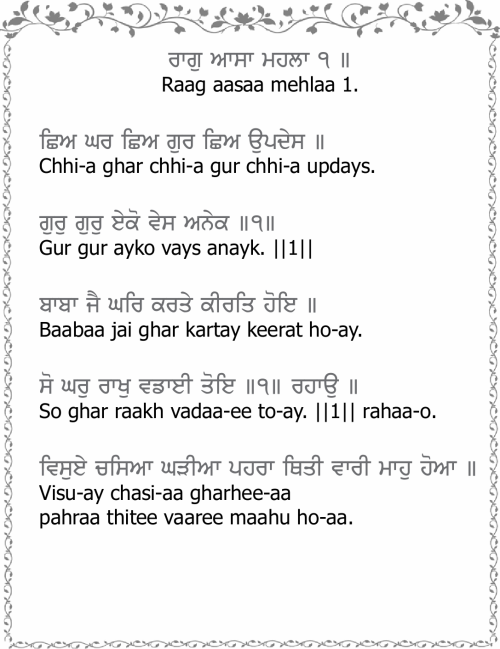 ਰਾਗੁ ਆਸਾ ਮਹਲਾ ੧ ॥
Raag aasaa mehlaa 1.
ਛਿਅ ਘਰ ਛਿਅ ਗੁਰ ਛਿਅ ਉਪਦੇਸ ॥
Chhi-a ghar chhi-a gur chhi-a updays.
ਗੁਰੁ ਗੁਰੁ ਏਕੋ ਵੇਸ ਅਨੇਕ ॥੧॥
Gur gur ayko vays anayk. ||1||
ਬਾਬਾ ਜੈ ਘਰਿ ਕਰਤੇ ਕੀਰਤਿ ਹੋਇ ॥
Baabaa jai ghar kartay keerat ho-ay.
ਸੋ ਘਰੁ ਰਾਖੁ ਵਡਾਈ ਤੋਇ ॥੧॥ ਰਹਾਉ ॥
So ghar raakh vadaa-ee to-ay. ||1|| rahaa-o.
ਵਿਸੁਏ ਚਸਿਆ ਘੜੀਆ ਪਹਰਾ ਥਿਤੀ ਵਾਰੀ ਮਾਹੁ ਹੋਆ ॥
Visu-ay chasi-aa gharhee-aa
pahraa thitee vaaree maahu ho-aa.